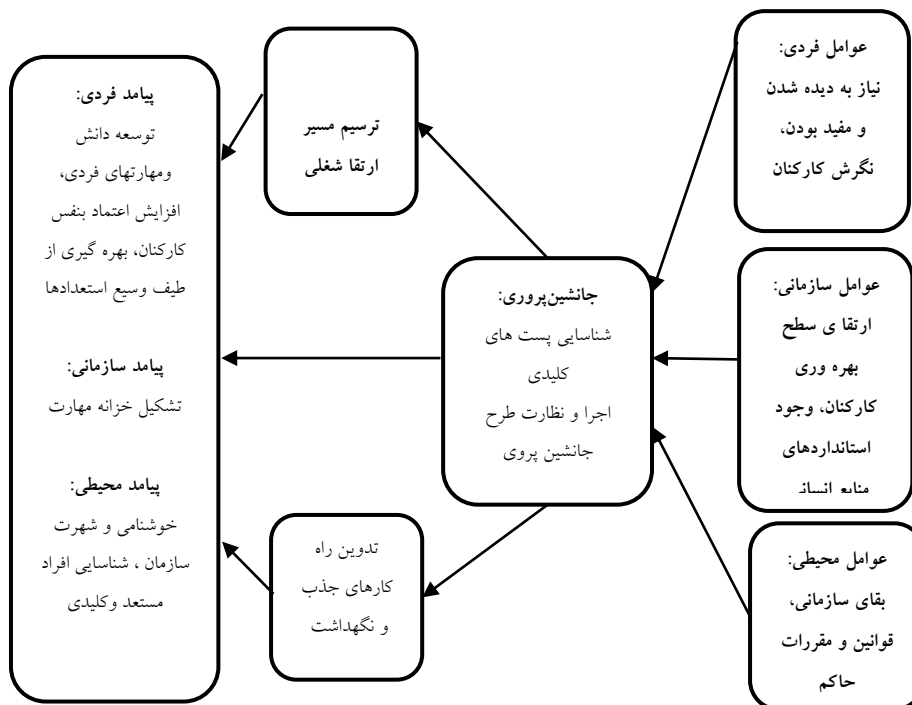 عوامل فردی:
نیاز به دیده شدن
و مفید بودن،
نگرش کارکنان
عوامل سازمانی:
ارتقا ی سطح
بهره وری
کارکنان، وجود
استانداردهای
منابع انسانی
عوامل محیطی:
بقای سازمانی،
قوانین و مقررات
حاکم
جانشین‌پروری:
شناسایی پست های
کلیدی
اجرا و نظارت طرح
جانشین پروی
ترسیم مسیر
ارتقا شغلی
تدوین راه
کارهای جذب
و نگهداشت
پیامد فردی:
توسعه دانش
ومهارتهای فردی،
افزایش اعتماد بنفس
کارکنان، بهره گیری از
طیف وسیع استعدادها
پیامد سازمانی:
تشکیل خزانه مهارت
پیامد محیطی:
خوشنامی و شهرت
سازمان ، شناسایی افراد
مستعد وکلیدی